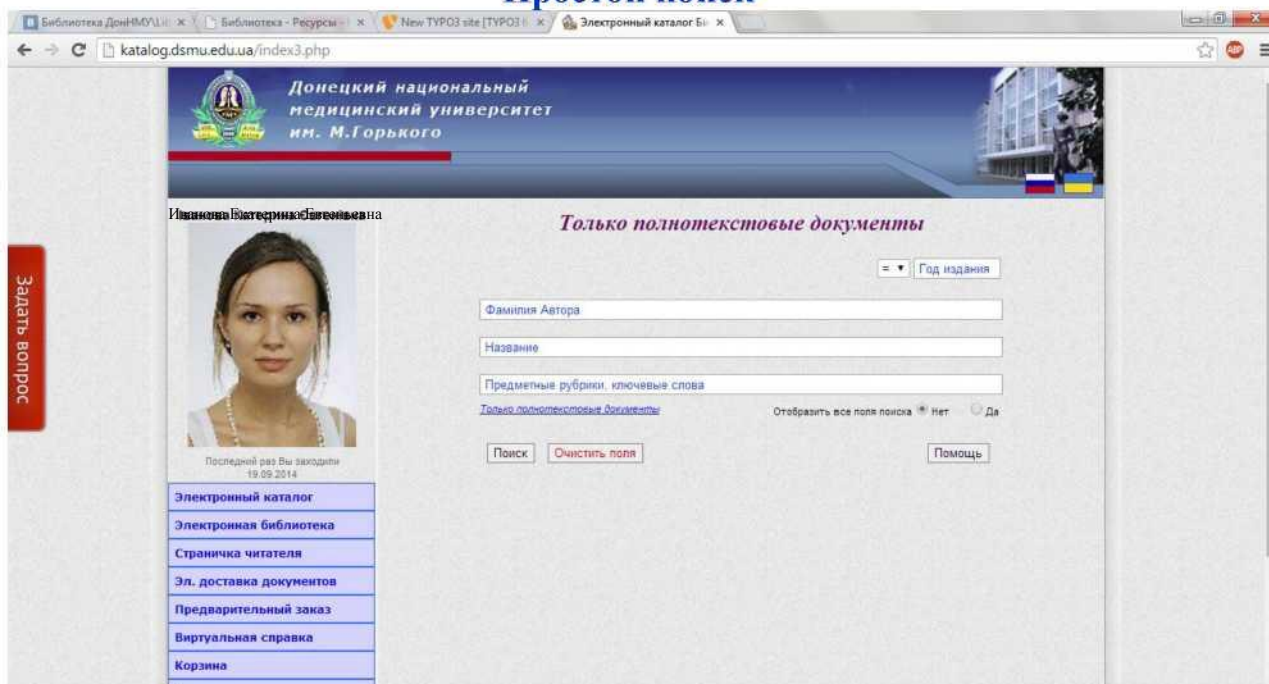 Простой поиск
Библиотека ДонНМУ\Li
Библиотека - Ресурсы
New TYPO3 site [TYPO3
Электронный каталог Би
katalog.dsmu.edu.ua/index3.php
ABP
Донецкий национальный
медицинский университет
им. М.Горького
Только полнотекстовые документы
= Год издания
Фамилия Автора
Название
Предметные рубрики, ключевые слова
Только полнотекстовые документы Отобразить все поля поиска Нет Да
Поиск Очистить поля Помощь
Задать вопрос
Последний раз Вы заходили
19.09.2014
Электронный каталог
Электронная библиотека
Страничка читателя
Эл. доставка документов
Предварительный заказ
Виртуальная справка
Корзина